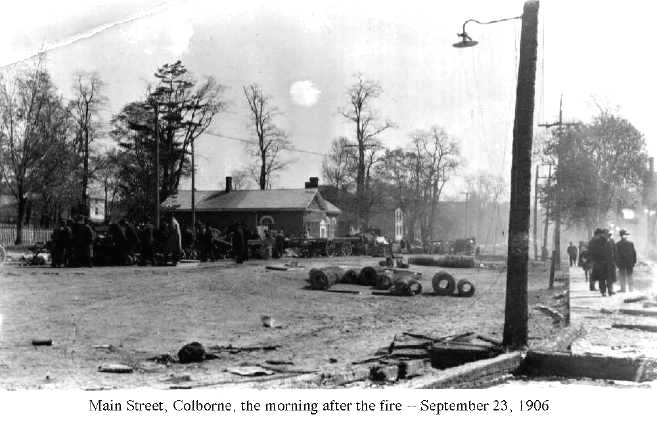 Main Street, Colborne, the morning after the fire -- September 23, 1906